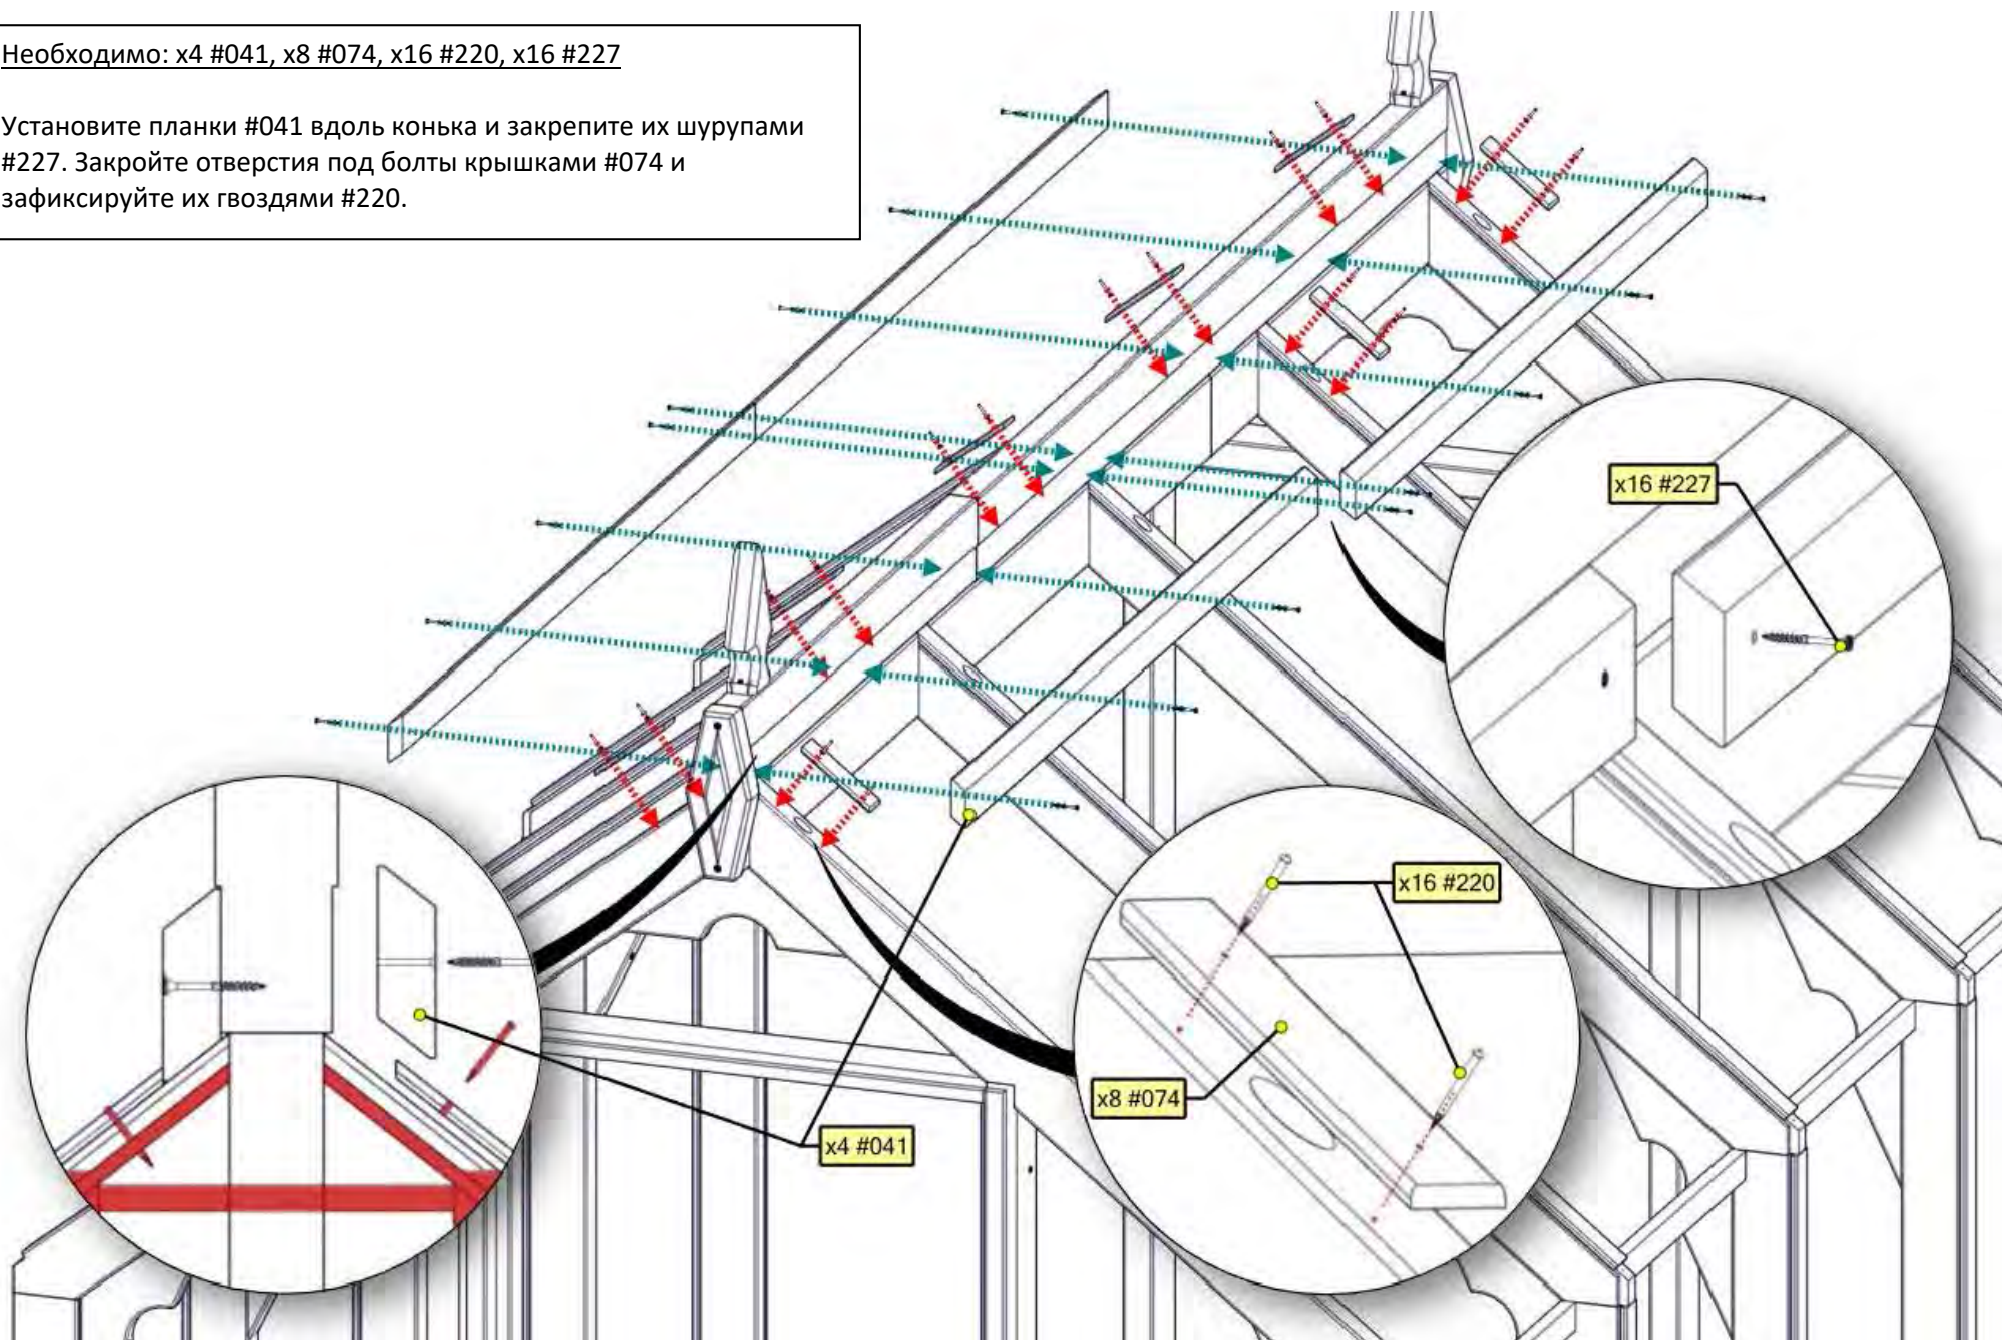 Необходимо: x4 #041, x8 #074, x16 #220, x16 #227
Установите планки #041 вдоль конька и закрепите их шурупами
#227. Закройте отверстия под болты крышками #074 и
зафиксируйте их гвоздями #220.
x16 #227
x16 #220
x8 #074
x4 #041